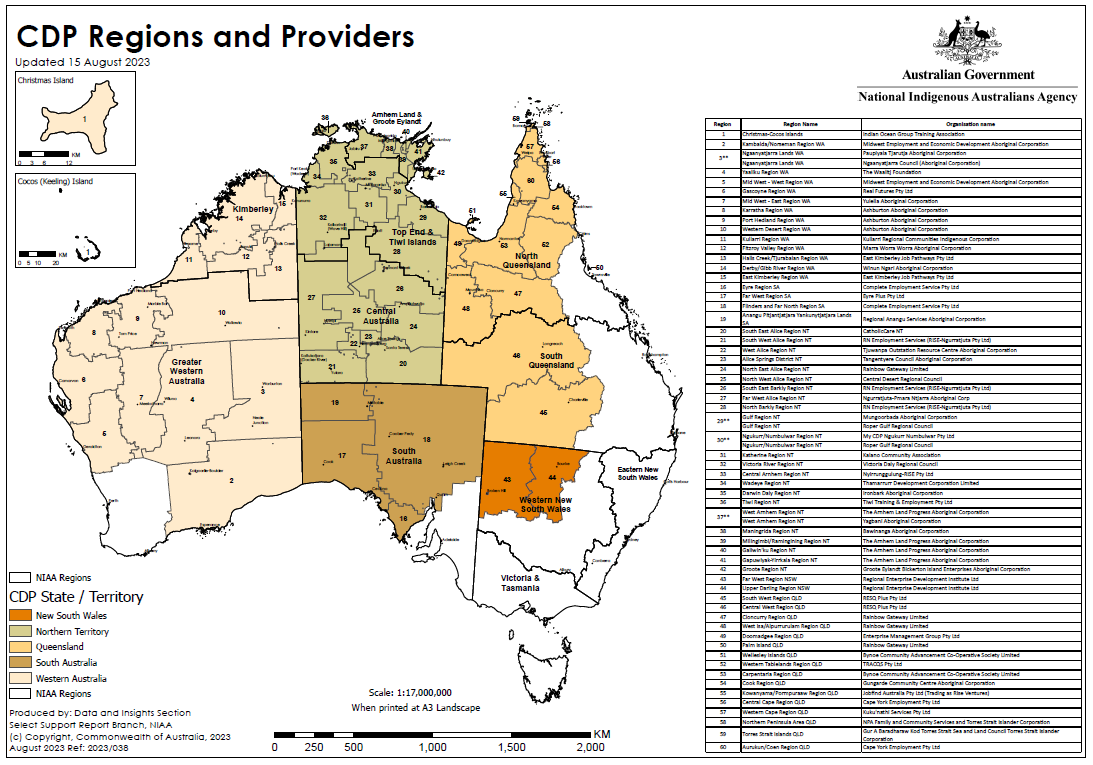 CDP Regions and Providers
Updated 15 August 2023
Australian Government
National Indigenous Australians Agency
Christmas Island
1
KM
0 3 6 12
Cocos (Keeling) Island
1
KM
0 5 10 20
Arnhem Land &
Groote Eylandt
Kimberley
Top End &
Tiwi Islands
North
Queensland
Central
Australia
Greater
Western
Australia
South
Queensland
South
Australia
Eastern New
South Wales
Western New
South Wales
Victoria &
Tasmania
NIAA Regions
CDP State / Territory
New South Wales
Northern Territory
Queensland
South Australia
Western Australia
NIAA Regions
Produced by: Data and Insights Section
Select Support Report Branch, NIAA
(c) Copyright, Commonwealth of Australia, 2023
August 2023 Ref: 2023/038
Scale: 1:17,000,000
When printed at A3 Landscape
KM
0 250 500 1,000 1,500 2,000
Region Region Name Organisation name
1 Christmas-Cocos Islands Indian Ocean Group Training Association
2 Kambalda/Norseman Region WA Midwest Employment and Economic Development Aboriginal Corporation
3** Ngaanyatjarra Lands WA Paupiyala Tjarutja Aboriginal Corporation
Ngaanyatjarra Lands WA Ngaanyatjarra Council (Aboriginal Corporation)
4 Yaaliku Region WA The Waalitj Foundation
5 Mid West - West Region WA Midwest Employment and Economic Development Aboriginal Corporation
6 Gascoyne Region WA Real Futures Pty Ltd
7 Mid West - East Region WA Yulella Aboriginal Corporation
8 Karratha Region WA Ashburton Aboriginal Corporation
9 Port Hedland Region WA Ashburton Aboriginal Corporation
10 Western Desert Region WA Ashburton Aboriginal Corporation
11 Kullarri Region WA Kullarri Regional Communities Indigenous Corporation
12 Fitzroy Valley Region WA Marra Worra Worra Aboriginal Corporation
13 Halls Creek/Tjurabalan Region WA East Kimberley Job Pathways Pty Ltd
14 Derby/Gibb River Region WA Winun Ngari Aboriginal Corporation
15 East Kimberley Region WA East Kimberley Job Pathways Pty Ltd
16 Eyre Region SA Complete Employment Service Pty Ltd
17 Far West Region SA Eyre Plus Pty Ltd
18 Flinders and Far North Region SA Complete Employment Service Pty Ltd
19 Anangu Pitjantjatjara Yankunytjatjara Lands
SA Regional Anangu Services Aboriginal Corporation
20 South East Alice Region NT CatholicCare NT
21 South West Alice Region NT RN Employment Services (RISE-Ngurratjuta Pty Ltd)
22 West Alice Region NT Tjuwanpa Outstation Resource Centre Aboriginal Corporation
23 Alice Springs District NT Tangentyere Council Aboriginal Corporation
24 North East Alice Region NT Rainbow Gateway Limited
25 North West Alice Region NT Central Desert Regional Council
26 South East Barkly Region NT RN Employment Services (RISE-Ngurratjuta Pty Ltd)
27 Far West Alice Region NT Ngurratjuta-Pmara Ntjarra Aboriginal Corp
28 North Barkly Region NT RN Employment Services (RISE-Ngurratjuta Pty Ltd)
29** Gulf Region NT Mungoorbada Aboriginal Corporation
Gulf Region NT Roper Gulf Regional Council
30** Ngukurr/Numbulwar Region NT My CDP Ngukurr Numbulwar Pty Ltd
Ngukurr/Numbulwar Region NT Roper Gulf Regional Council
31 Katherine Region NT Kalano Community Association
32 Victoria River Region NT Victoria Daly Regional Council
33 Central Arnhem Region NT Nyirrunggulung-RISE Pty Ltd
34 Wadeye Region NT Thamarrurr Development Corporation Limited
35 Darwin Daly Region NT Ironbark Aboriginal Corporation
36 Tiwi Region NT Tiwi Training & Employment Pty Ltd
37** West Arnhem Region NT The Arnhem Land Progress Aboriginal Corporation
West Arnhem Region NT Yagbani Aboriginal Corporation
38 Maningrida Region NT Bawinanga Aboriginal Corporation
39 Milingimbi/Ramingining Region NT The Arnhem Land Progress Aboriginal Corporation
40 Galiwin'ku Region NT The Arnhem Land Progress Aboriginal Corporation
41 Gapuwiyak-Yirrkala Region NT The Arnhem Land Progress Aboriginal Corporation
42 Groote Region NT Groote Eylandt Bickerton Island Enterprises Aboriginal Corporation
43 Far West Region NSW Regional Enterprise Development Institute Ltd
44 Upper Darling Region NSW Regional Enterprise Development Institute Ltd
45 South West Region QLD RESQ Plus Pty Ltd
46 Central West Region QLD RESQ Plus Pty Ltd
47 Cloncurry Region QLD Rainbow Gateway Limited
48 West Isa/Alpurrurulam Region QLD Rainbow Gateway Limited
49 Doomadgee Region QLD Enterprise Management Group Pty Ltd
50 Palm Island QLD Rainbow Gateway Limited
51 Wellesley Islands QLD Bynoe Community Advancement Co-Operative Society Limited
52 Western Tablelands Region QLD TRACQS Pty Ltd
53 Carpentaria Region QLD Bynoe Community Advancement Co-Operative Society Limited
54 Cook Region QLD Gungarde Community Centre Aboriginal Corporation
55 Kowanyama/Pormpuraaw Region QLD Jobfind Australia Pty Ltd (Trading as Rise Ventures)
56 Central Cape Region QLD Cape York Employment Pty Ltd
57 Western Cape Region QLD Kuku'nathi Services Pty Ltd
58 Northern Peninsula Area QLD NPA Family and Community Services and Torres Strait Islander Corporation
59 Torres Strait Islands QLD Gur A Baradharaw Kod Torres Strait Sea and Land Council Torres Strait Islander
Corporation
60 Aurukun/Coen Region QLD Cape York Employment Pty Ltd